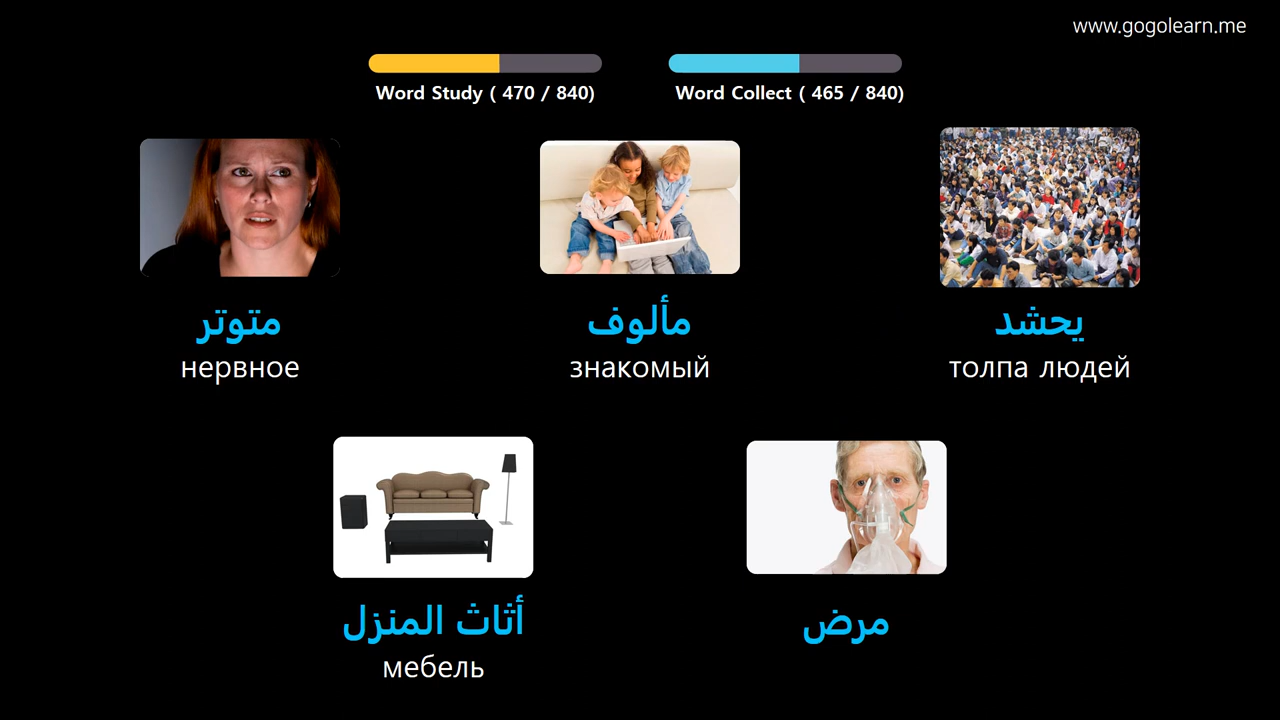 www.gogolearn.me
Word Study ( 470 / 840)
Word Collect ( 465 / 840)
متوتر
нервное
مألوف
знакомый
يحشد
толпа людей
أثاث المنزل
мебель
مرض